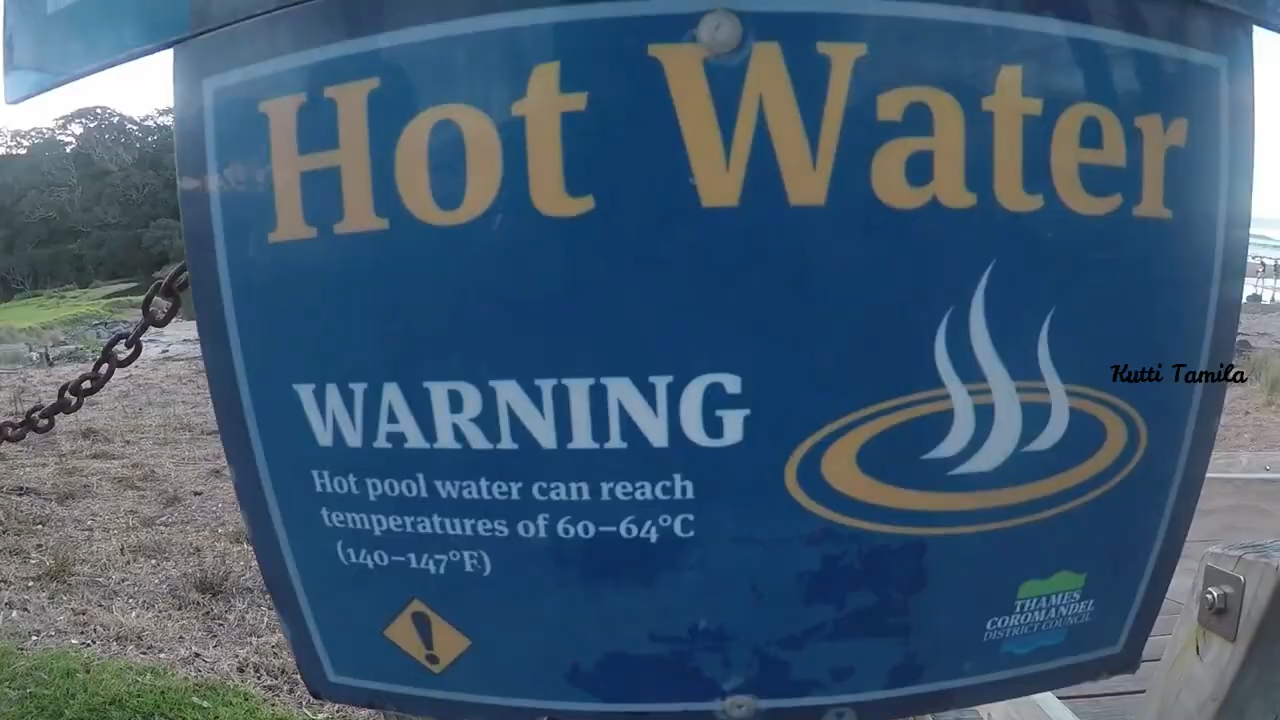 Hot Water
WARNING
Hot pool water can reach
temperatures of 60–64°C
(140–147°F)
Kutti Tamila
THAMES
COROMANDEL
DISTRICT COUNCIL